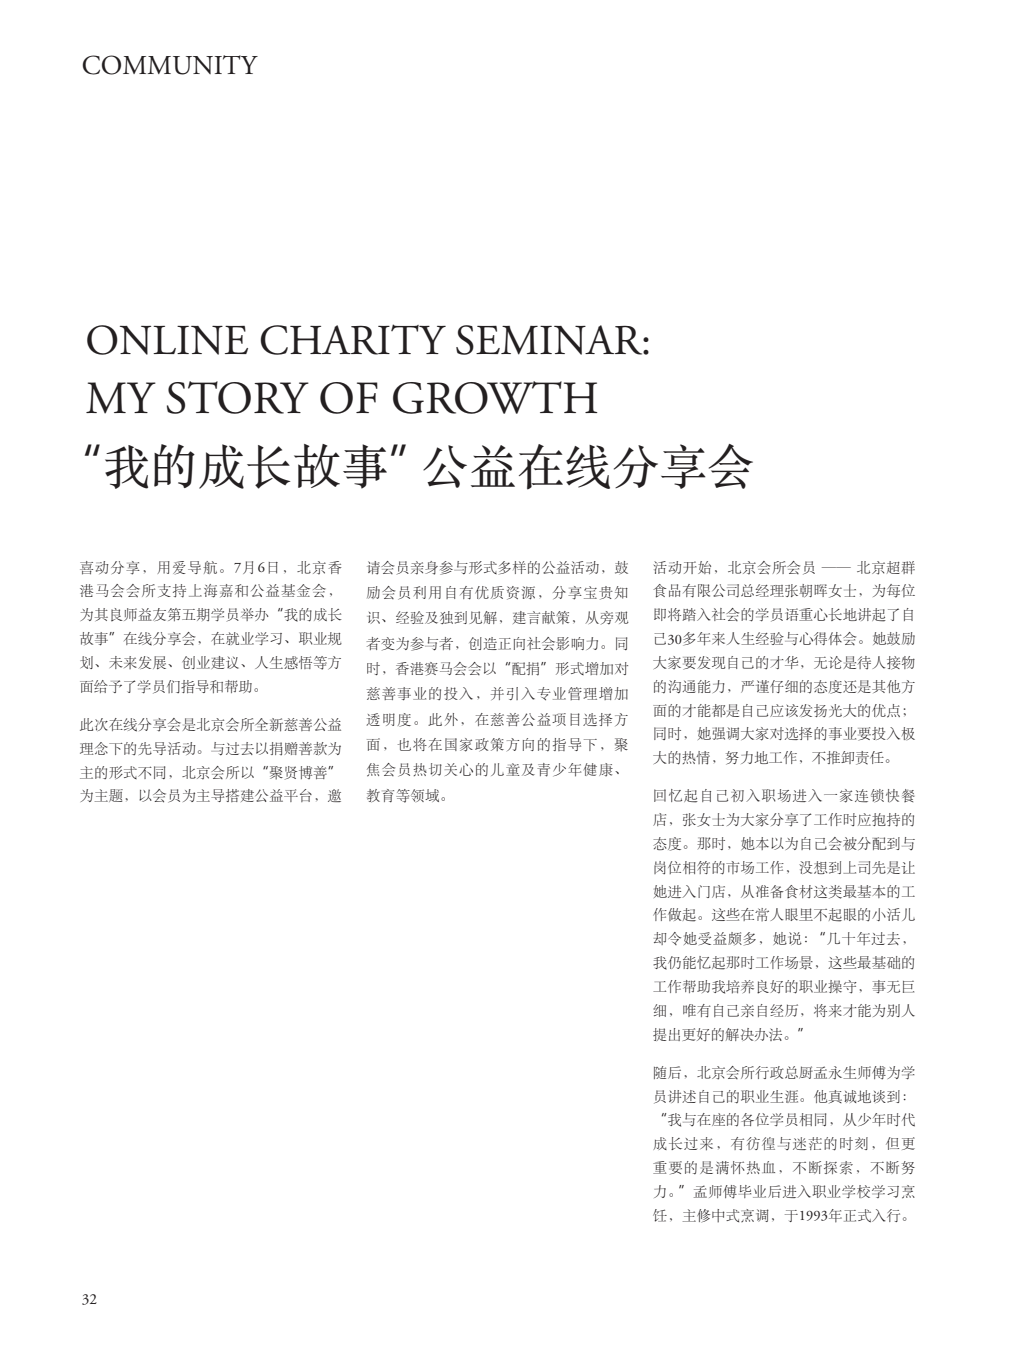 COMMUNITY
ONLINE CHARITY SEMINAR:
MY STORY OF GROWTH
“我的成长故事” 公益在线分享会
喜动分享，用爱导航。7月6日，北京香
港马会会所支持上海嘉和公益基金会，
为其良师益友第五期学员举办“我的成长
故事”在线分享会，在就业学习、职业规
划、未来发展、创业建议、人生感悟等方
面给予了学员们指导和帮助。
此次在线分享会是北京会所全新慈善公益
理念下的先导活动。与过去以捐赠善款为
主的形式不同，北京会所以“聚贤博善”
为主题，以会员为主导搭建公益平台，邀
请会员亲身参与形式多样的公益活动，鼓
励会员利用自有优质资源，分享宝贵知
识、经验及独到见解，建言献策，从旁观
者变为参与者，创造正向社会影响力。同
时，香港赛马会会以“配捐”形式增加对
慈善事业的投入，并引入专业管理增加
透明度。此外，在慈善公益项目选择方
面，也将在国家政策方向的指导下，聚
焦会员热切关心的儿童及青少年健康、
教育等领域。
活动开始，北京会所会员 —— 北京超群
食品有限公司总经理张朝晖女士，为每位
即将踏入社会的学员语重心长地讲起了自
己30多年来人生经验与心得体会。她鼓励
大家要发现自己的才华，无论是待人接物
的沟通能力，严谨仔细的态度还是其他方
面的才能都是自己应该发扬光大的优点；
同时，她强调大家对选择的事业要投入极
大的热情，努力地工作，不推卸责任。
回忆起自己初入职场进入一家连锁快餐
店，张女士为大家分享了工作时应抱持的
态度。那时，她本以为自己会被分配到与
岗位相符的市场工作，没想到上司先是让
她进入门店，从准备食材这类最基本的工
作做起。这些在常人眼里不起眼的小活儿
却令她受益颇多，她说：“几十年过去，
我仍能忆起那时工作场景，这些最基础的
工作帮助我培养良好的职业操守，事无巨
细，唯有自己亲自经历，将来才能为别人
提出更好的解决办法。”
随后，北京会所行政总厨孟永生师傅为学
员讲述自己的职业生涯。他真诚地谈到：
“我与在座的各位学员相同，从少年时代
成长过来，有彷徨与迷茫的时刻，但更
重要的是满怀热血，不断探索，不断努
力。”孟师傅毕业后进入职业学校学习烹
饪，主修中式烹调，于1993年正式入行。
32